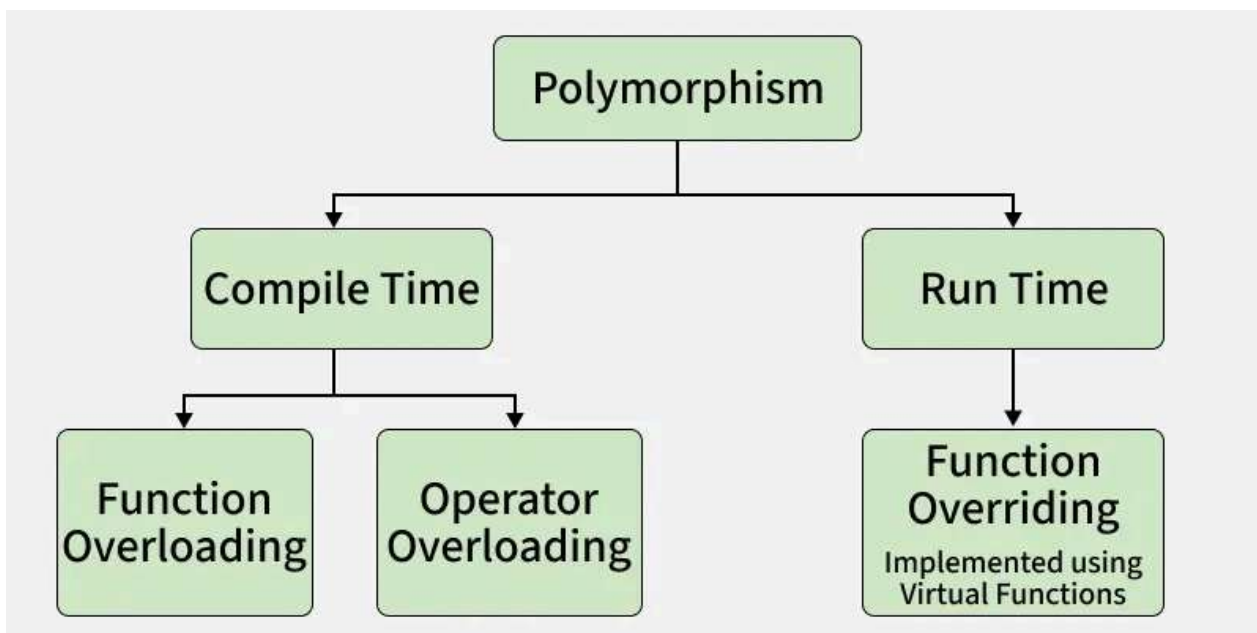 Polymorphism
Compile Time
Run Time
Function
Overloading
Operator
Overloading
Function
Overriding
Implemented using
Virtual Functions